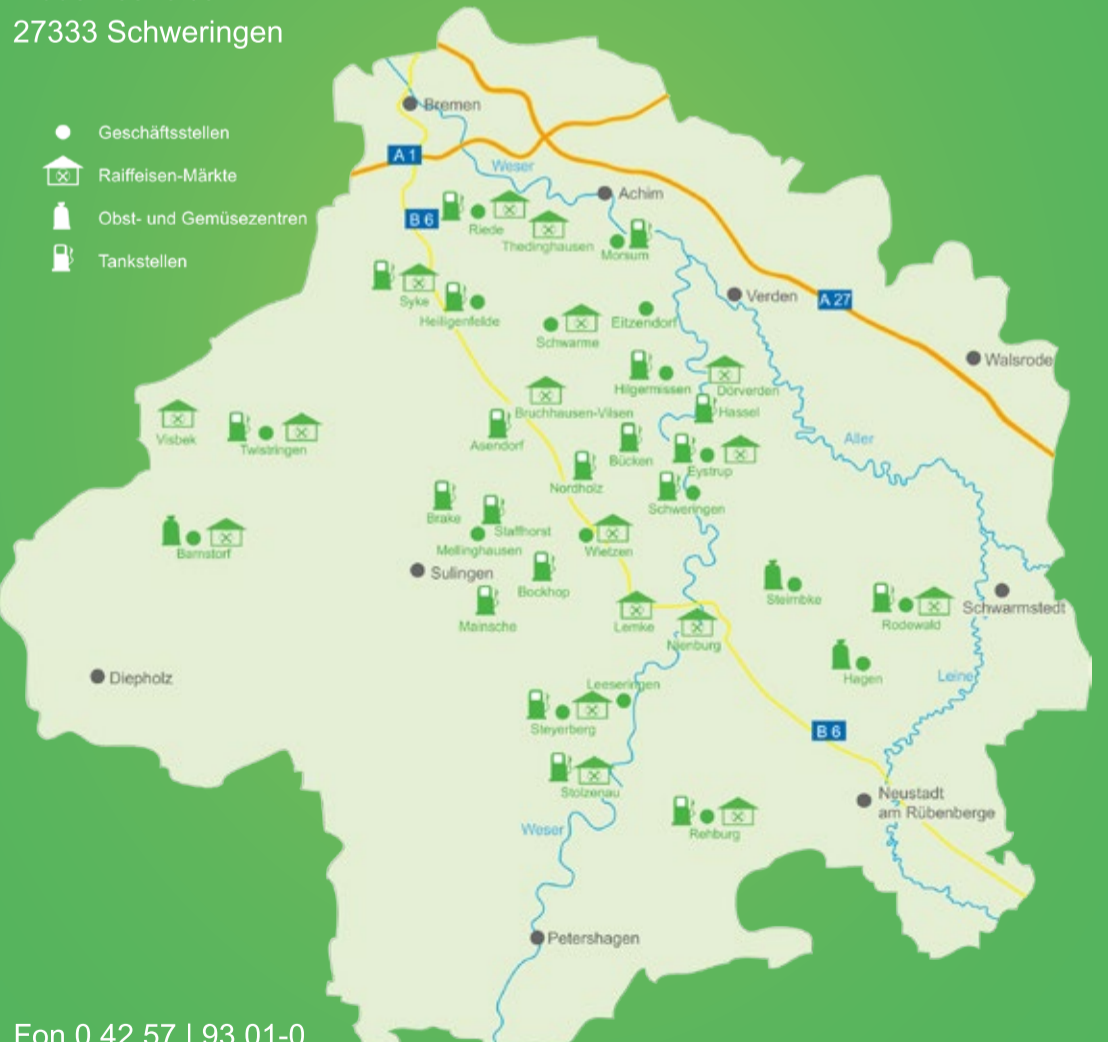 27333 Schweringen
Bremen
Geschäftsstellen
A 1
Raiffeisen-Märkte
Weser
Achim
Obst- und Gemüsezentren
B 6
Riede
Thedinghausen
Morsum
Tankstellen
Syke
Verden
A 27
Heiligenfelde
Eitzendorf
Schwarme
Walsrode
Hilgermissen
Dörverden
Bruchhausen-Vilsen
Hassel
Visbek
Twistringen
Asendorf
Bücken
Aller
Eystrup
Nordholz
Schweringen
Brake
Staffhorst
Mellinghausen
Wietzen
Barnstorf
Sulingen
Bockhop
Steimbke
Schwarmstedt
Mainsche
Lemke
Rodewald
Nienburg
Diepholz
Hagen
Leine
Leeseringen
Steyerberg
B 6
Stolzenau
Neustadt
am Rübenberge
Weser
Rehburg
Petershagen
Fon 0 42 57 | 93 01-0